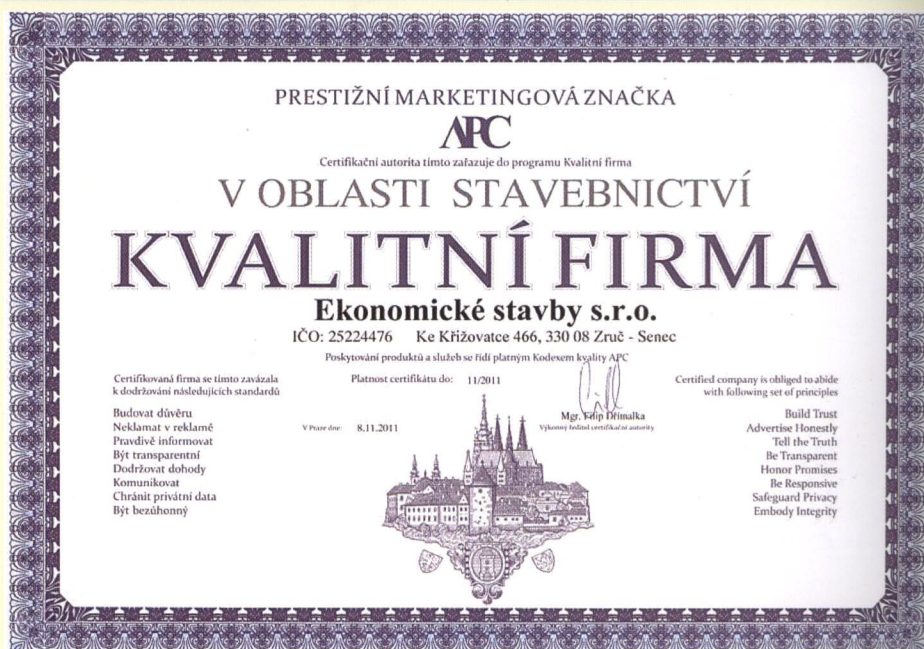 PRESTIŽNÍ MARKETINGOVÁ ZNAČKA
APC
Certifikační autorita tímto zařazuje do programu Kvalitní firma
V OBLASTI STAVEBNICTVÍ
KVALITNÍ FIRMA
Ekonomické stavby s.r.o.
IČO: 25224476 Ke Křižovatce 466, 330 08 Zruč - Senec
Poskytování produktů a služeb se řídí platným Kodexem kvality APC
Certifikovaná firma se tímto zavázala
k dodržování následujících standardů
Budovat důvěru
Neklamat v reklamě
Pravdivě informovat
Být transparentní
Dodržovat dohody
Komunikovat
Chránit privátní data
Být bezúhonný
Platnost certifikátu do: 11/2011
V Praze dne: 8.11.2011
Mgr. Filip Dřímalka
Výkonný ředitel certifikační autority
Certified company is obliged to abide
with following set of principles
Build Trust
Advertise Honestly
Tell the Truth
Be Transparent
Honor Promises
Be Responsive
Safeguard Privacy
Embody Integrity